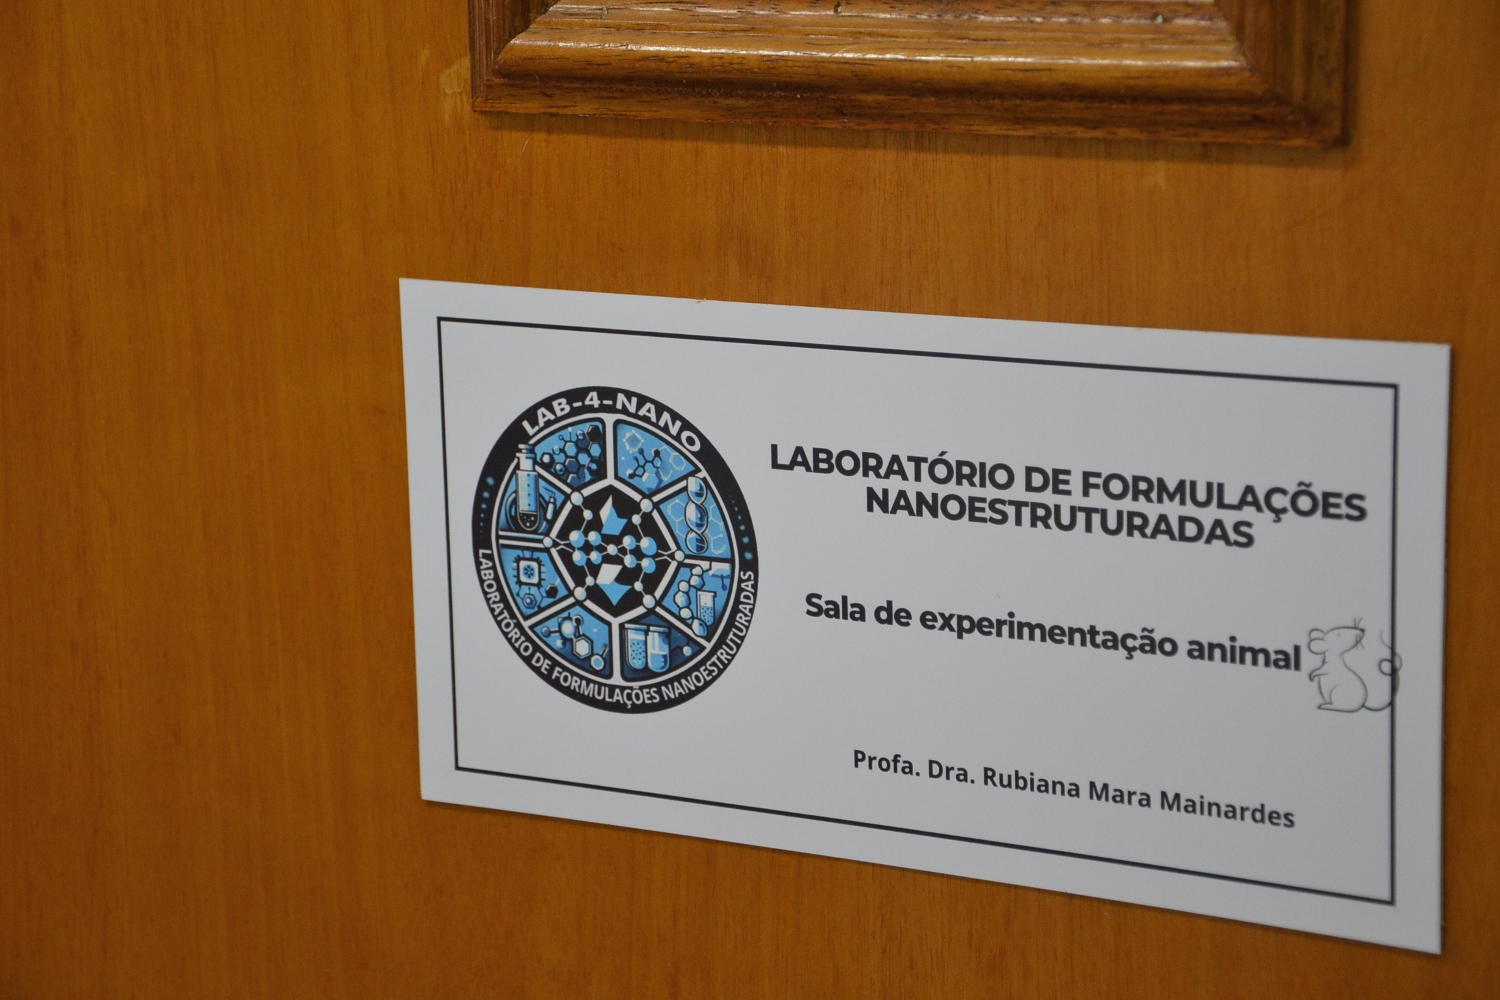 LAB-4-NANO
LABORATÓRIO DE FORMULAÇÕES NANOESTRUTURADAS
LABORATÓRIO DE FORMULAÇÕES
NANOESTRUTURADAS
Sala de experimentação animal
Profa. Dra. Rubiana Mara Mainardes